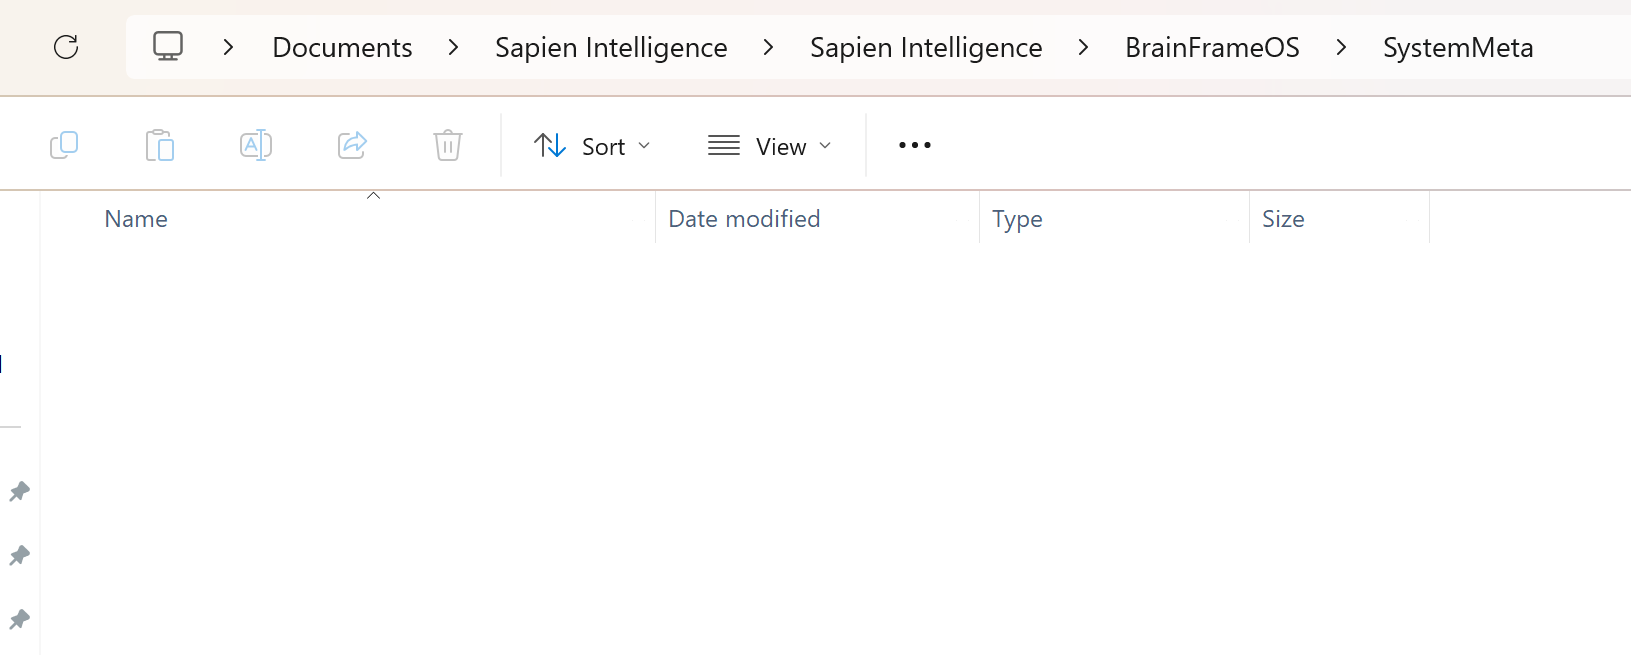 Documents > Sapien Intelligence > Sapien Intelligence > BrainFrameOS > SystemMeta
Sort View
Name Date modified Type Size